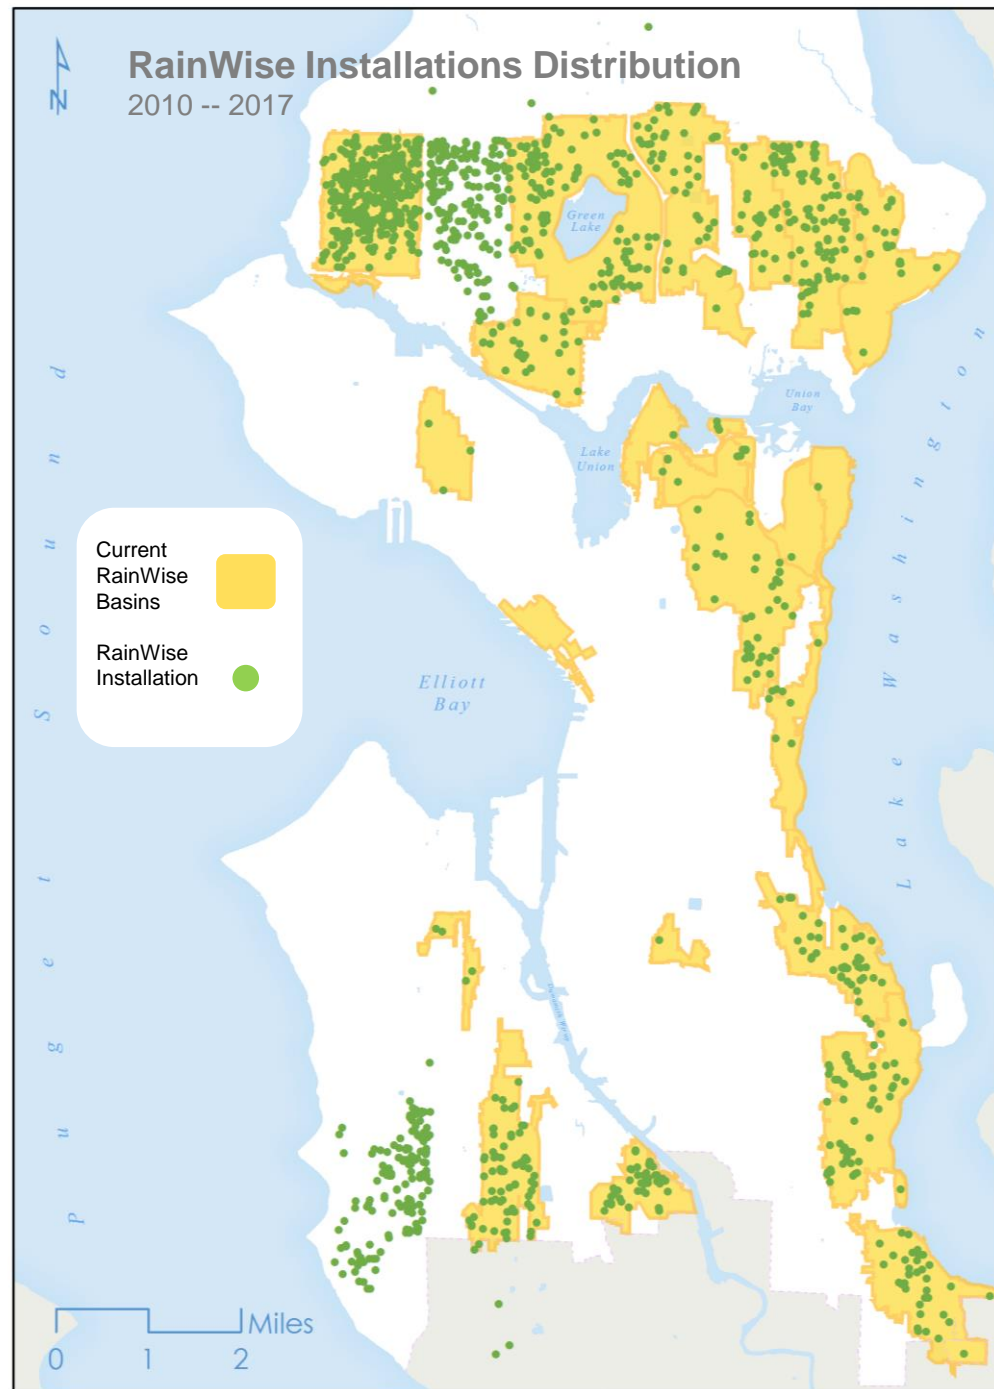 RainWise Installations Distribution
2010 -- 2017
N
Green
Lake
Union
Bay
Lake
Union
Current
RainWise
Basins
RainWise
Installation
Elliott
Bay
Puget Sound
Lake Washington
Miles
0 1 2